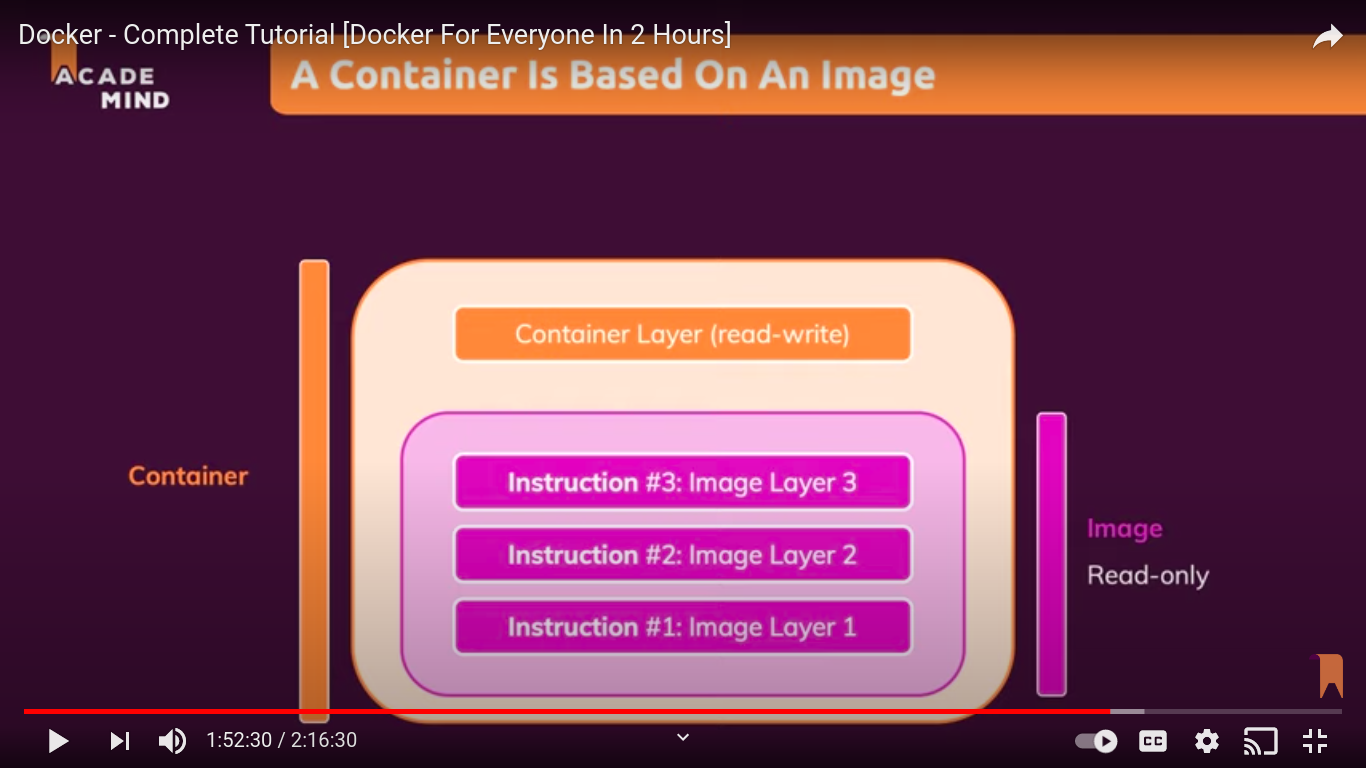 Docker - Complete Tutorial [Docker For Everyone In 2 Hours]
ACADE
MIND
A Container Is Based On An Image
Container Layer (read-write)
Instruction #3: Image Layer 3
Container
Image
Instruction #2: Image Layer 2
Read-only
Instruction #1: Image Layer 1
1:52:30 / 2:16:30
CC